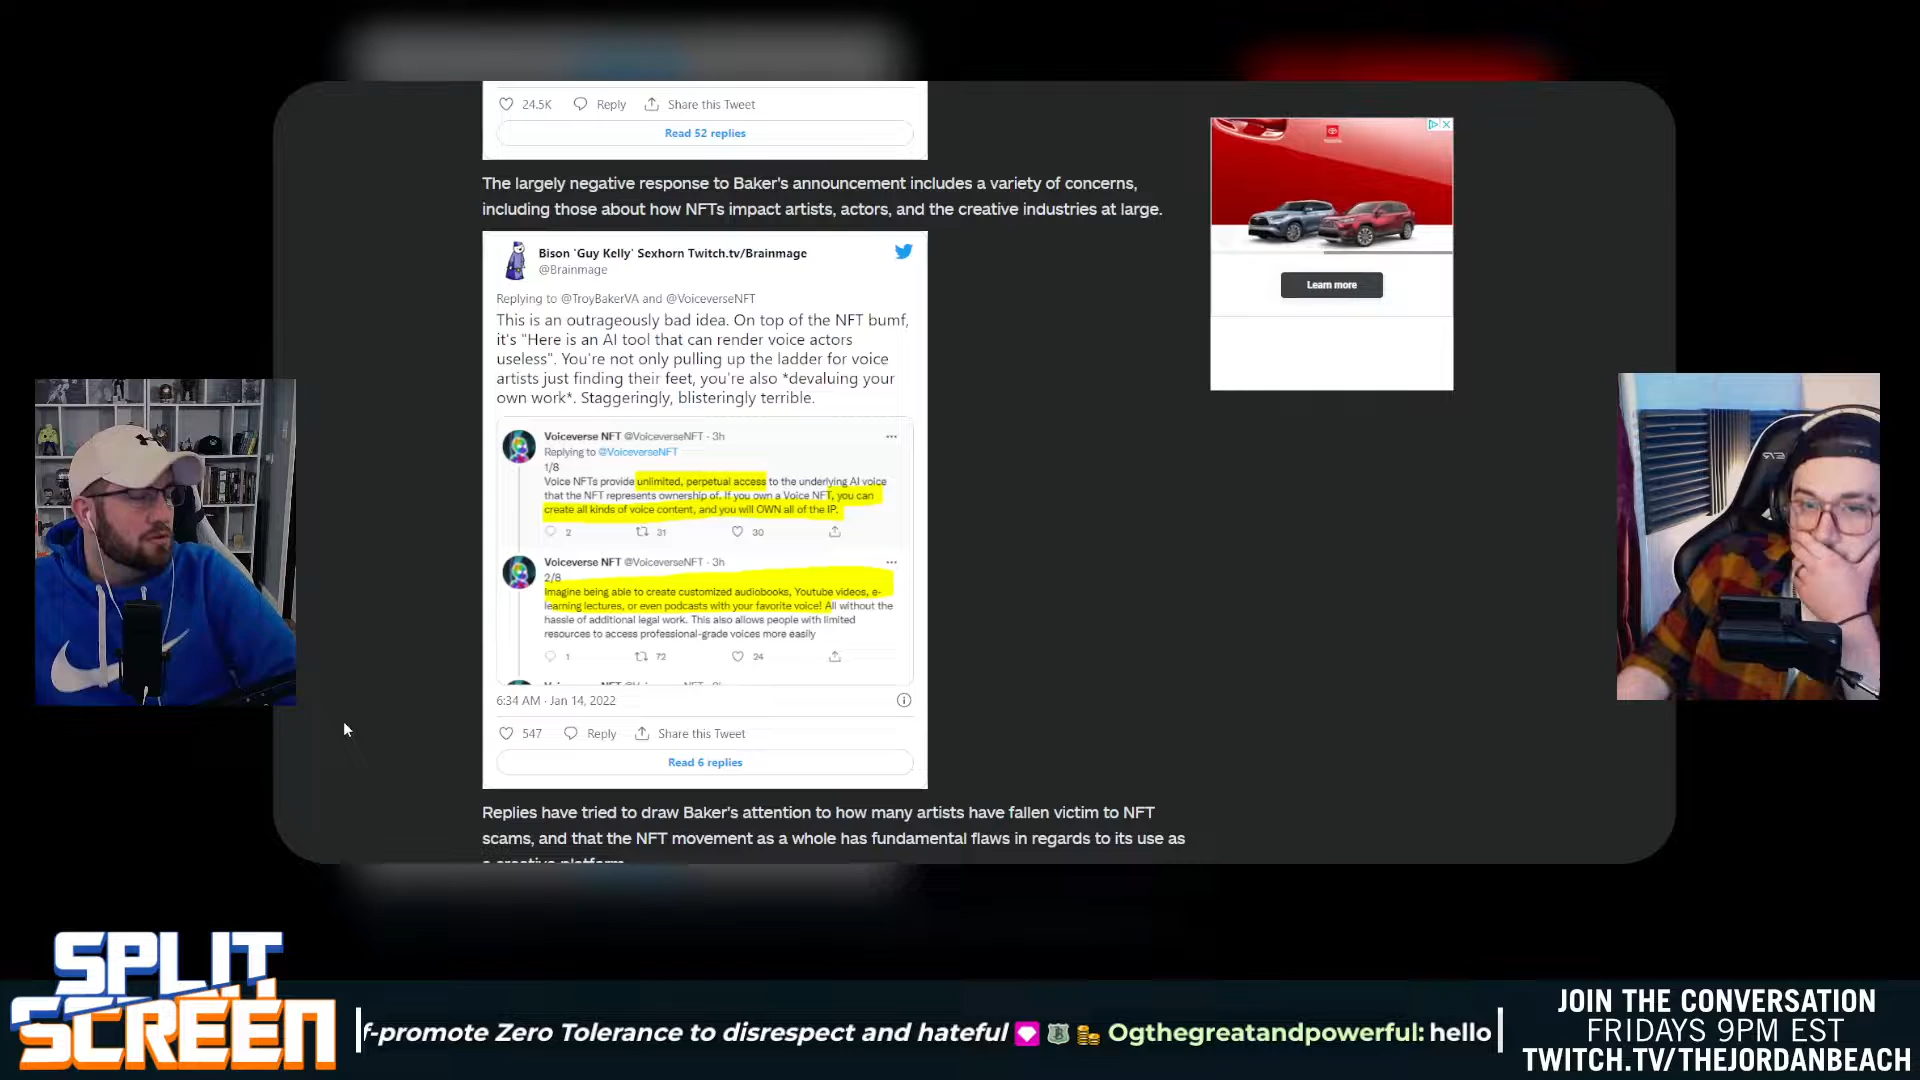 24.5K Reply Share this Tweet
Read 52 replies
The largely negative response to Baker's announcement includes a variety of concerns,
including those about how NFTs impact artists, actors, and the creative industries at large.
Bison 'Guy Kelly' Sexhorn Twitch.tv/Brainmage
@Brainmage
Replying to @TroyBakerVA and @VoiceverseNFT
This is an outrageously bad idea. On top of the NFT bumf,
it's "Here is an AI tool that can render voice actors
useless". You're not only pulling up the ladder for voice
artists just finding their feet, you're also *devaluing your
own work*. Staggeringly, blisteringly terrible.
Voiceverse NFT @VoiceverseNFT · 3h
Replying to @VoiceverseNFT
1/8
Voice NFTs provide unlimited, perpetual access to the underlying AI voice
that the NFT represents ownership of. If you own a Voice NFT, you can
create all kinds of voice content, and you will OWN all of the IP.
2 31 30
Voiceverse NFT @VoiceverseNFT · 3h
2/8
Imagine being able to create customized audiobooks, Youtube videos, e-
learning lectures, or even podcasts with your favorite voice! All without the
hassle of additional legal work. This also allows people with limited
resources to access professional-grade voices more easily
1 72 24
6:34 AM · Jan 14, 2022
547 Reply Share this Tweet
Read 6 replies
Replies have tried to draw Baker's attention to how many artists have fallen victim to NFT
scams, and that the NFT movement as a whole has fundamental flaws in regards to its use as
a creative platform.
Learn more
SPLIT
SCREEN
f-promote Zero Tolerance to disrespect and hateful Ogthegreatandpowerful: hello
JOIN THE CONVERSATION
FRIDAYS 9PM EST
TWITCH.TV/THEJORDANBEACH